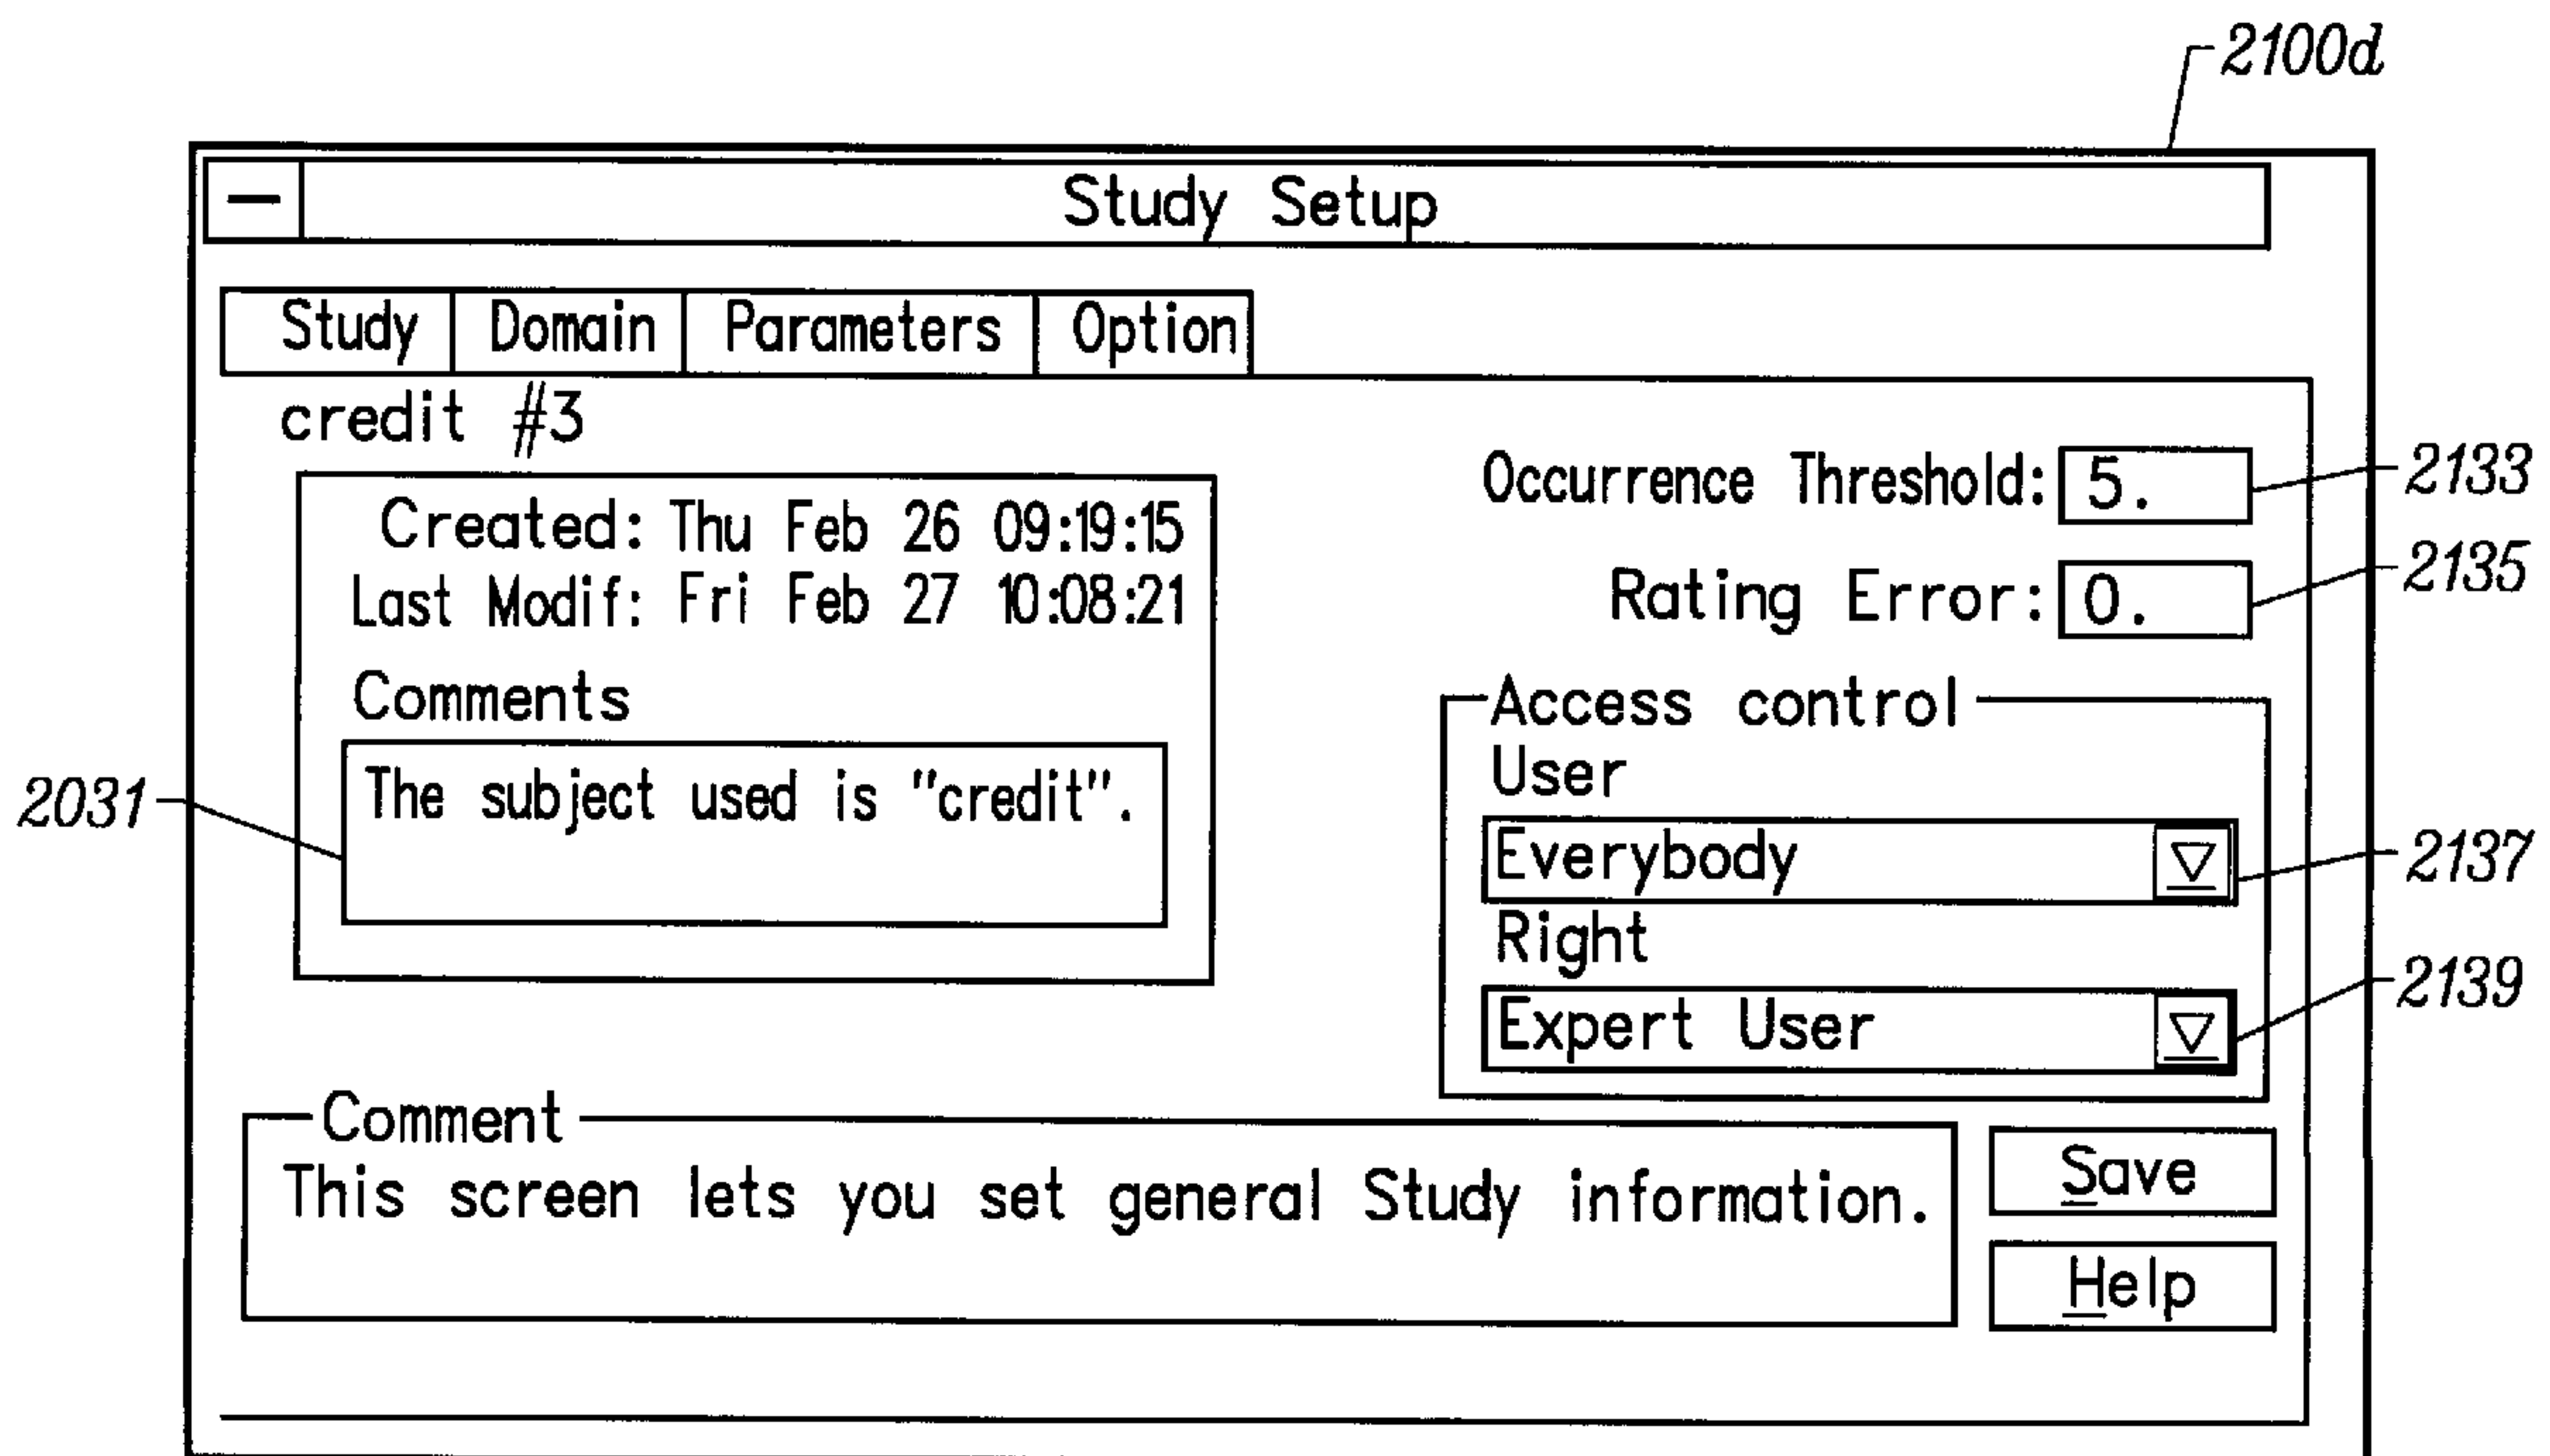 2100d
Study Setup
Study Domain Parameters Option
credit #3
Created: Thu Feb 26 09:19:15
Last Modif: Fri Feb 27 10:08:21
Comments
The subject used is "credit".
2031
Occurrence Threshold: 5.
2133
Rating Error: 0.
2135
Access control
User
Everybody
2137
Right
Expert User
2139
Comment
This screen lets you set general Study information.
Save
Help